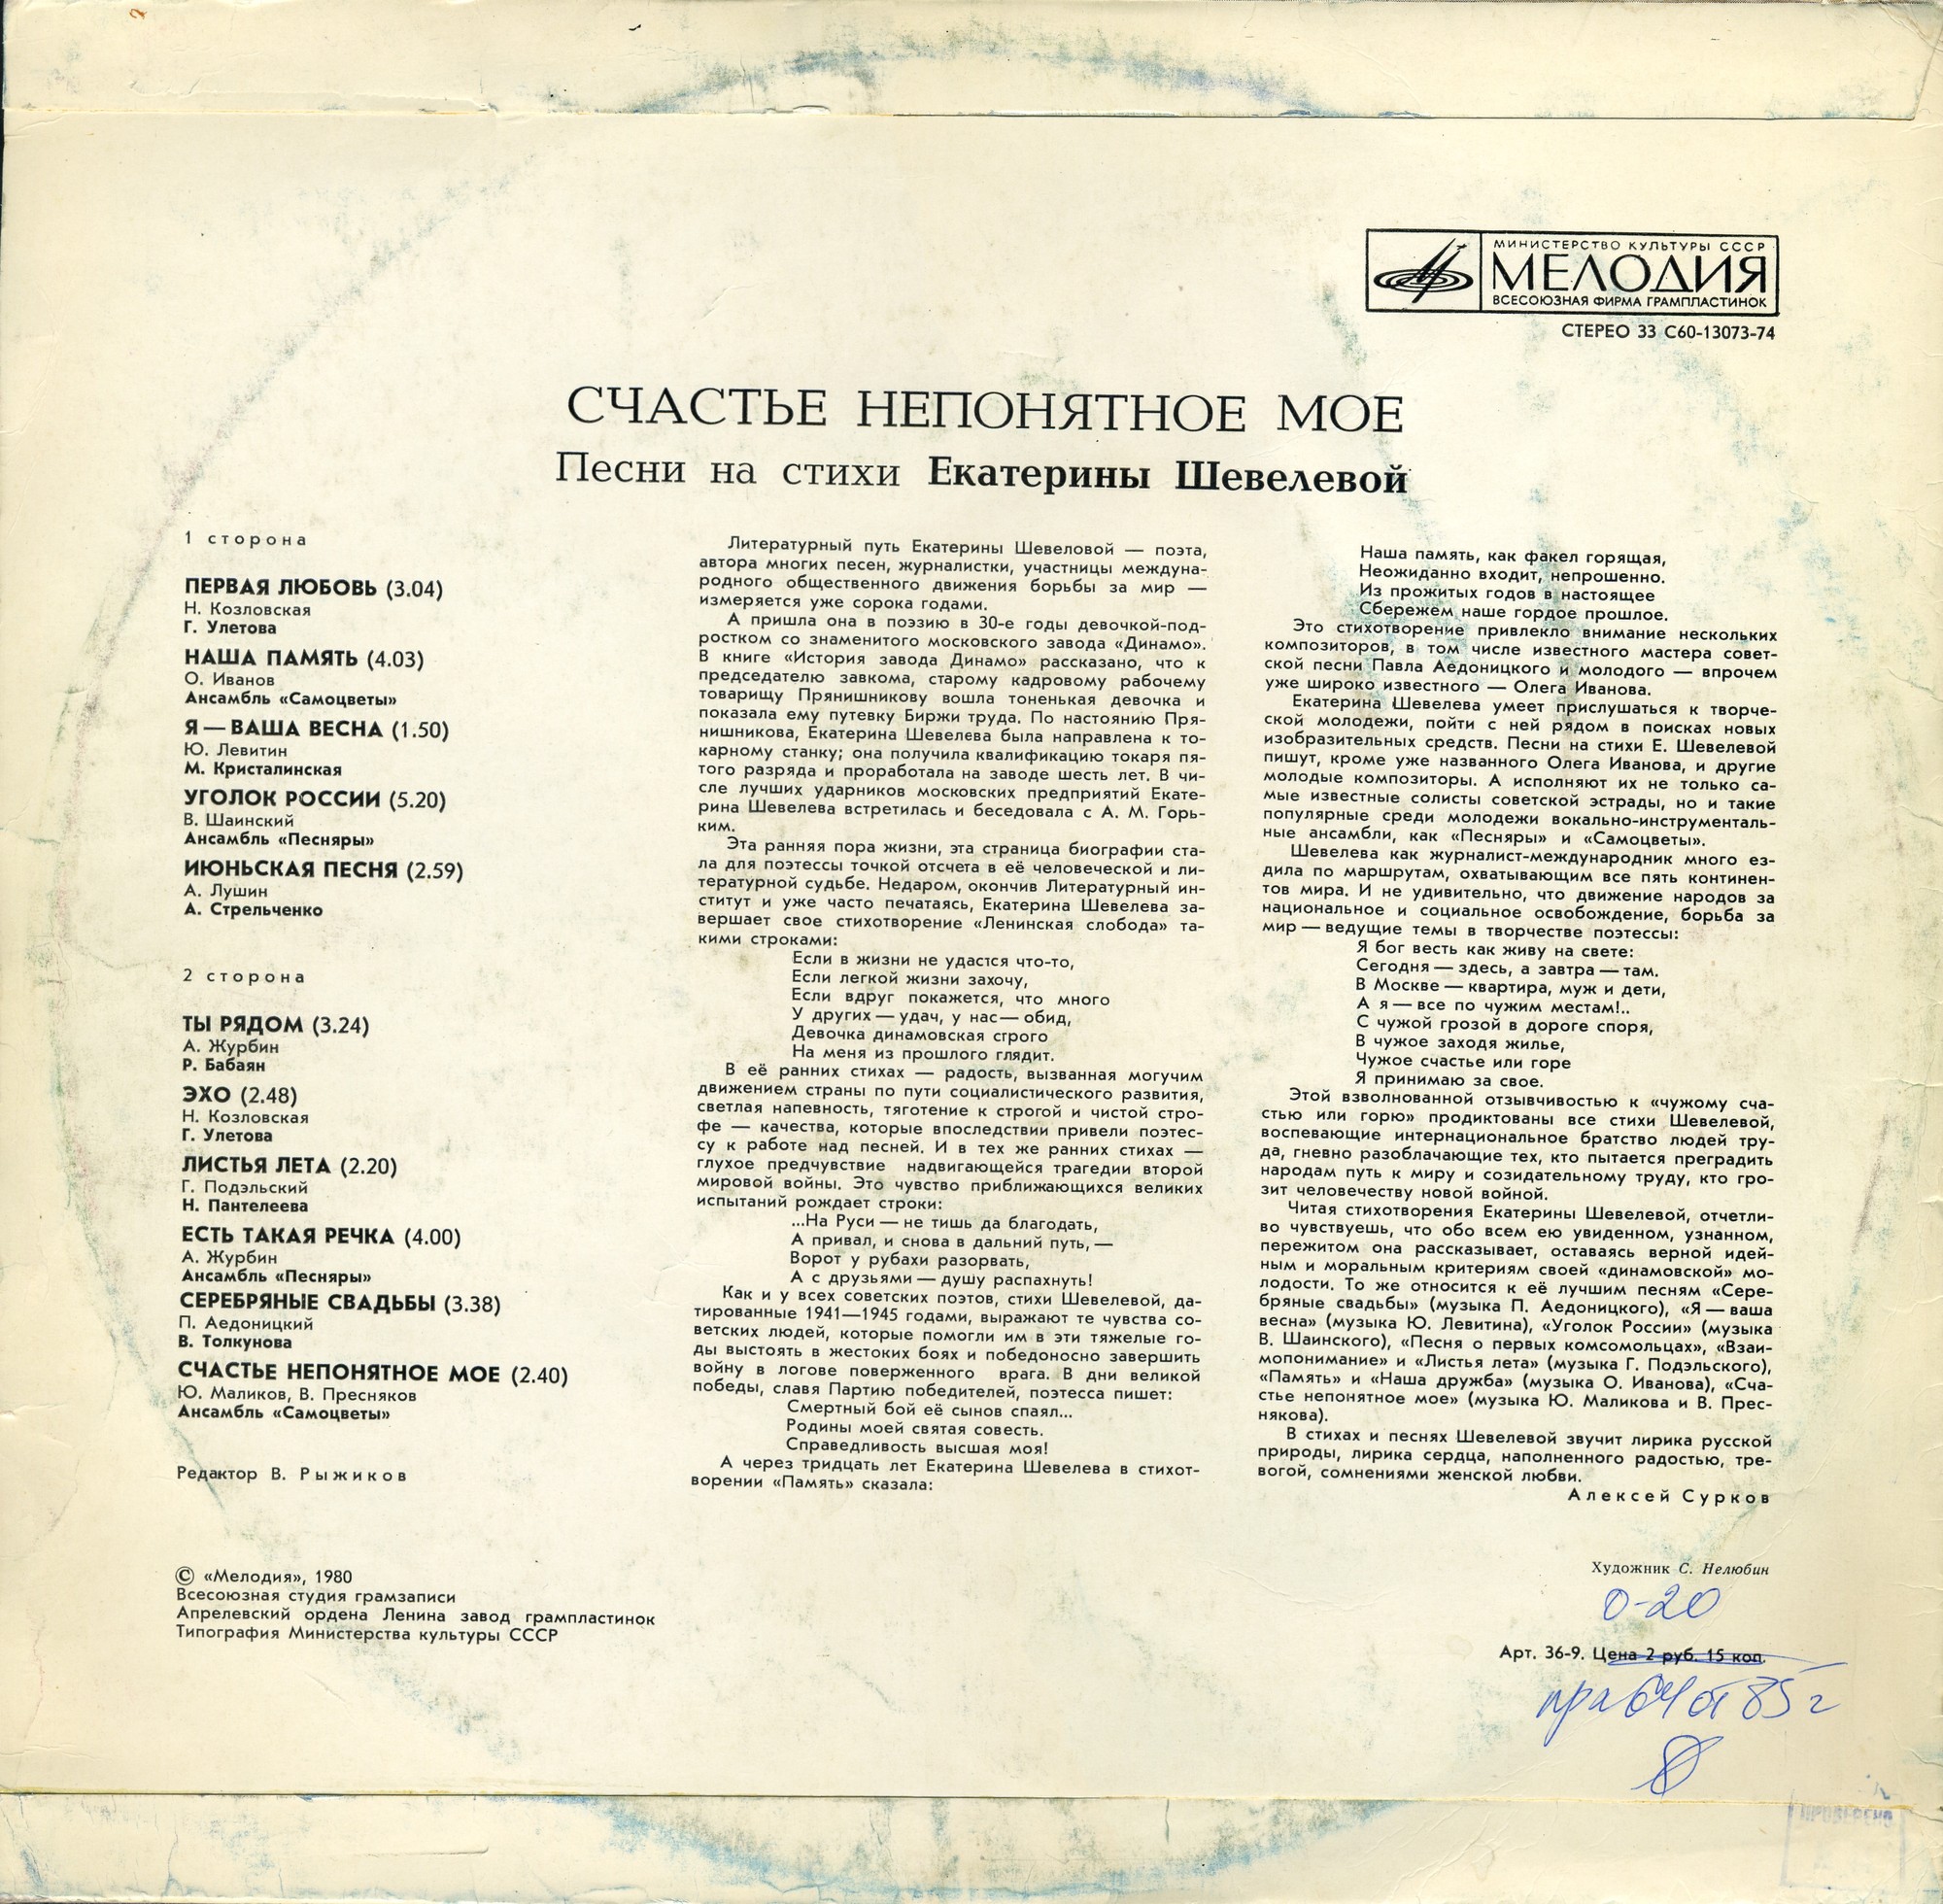 МИНИСТЕРСТВО КУЛЬТУРЫ СССР
МЕЛОДИЯ
ВСЕСОЮЗНАЯ ФИРМА ГРАМПЛАСТИНОК
СТЕРЕО 33 С60-13073-74
СЧАСТЬЕ НЕПОНЯТНОЕ МОЕ
Песни на стихи Екатерины Шевелевой
1 сторона
ПЕРВАЯ ЛЮБОВЬ (3.04)
Н. Козловская
Г. Улетова
НАША ПАМЯТЬ (4.03)
О. Иванов
Ансамбль «Самоцветы»
Я — ВАША ВЕСНА (1.50)
Ю. Левитин
М. Кристалинская
УГОЛОК РОССИИ (5.20)
В. Шаинский
Ансамбль «Песняры»
ИЮНЬСКАЯ ПЕСНЯ (2.59)
А. Лушин
А. Стрельченко
2 сторона
ТЫ РЯДОМ (3.24)
А. Журбин
Р. Бабаян
ЭХО (2.48)
Н. Козловская
Г. Улетова
ЛИСТЬЯ ЛЕТА (2.20)
Г. Подэльский
Н. Пантелеева
ЕСТЬ ТАКАЯ РЕЧКА (4.00)
А. Журбин
Ансамбль «Песняры»
СЕРЕБРЯНЫЕ СВАДЬБЫ (3.38)
П. Аедоницкий
В. Толкунова
СЧАСТЬЕ НЕПОНЯТНОЕ МОЕ (2.40)
Ю. Маликов, В. Пресняков
Ансамбль «Самоцветы»
Редактор В. Рыжиков
© «Мелодия», 1980
Всесоюзная студия грамзаписи
Апрелевский ордена Ленина завод грампластинок
Типография Министерства культуры СССР
Литературный путь Екатерины Шевеловой — поэта,
автора многих песен, журналистки, участницы междуна-
родного общественного движения борьбы за мир —
измеряется уже сорока годами.
А пришла она в поэзию в 30-е годы девочкой-под-
ростком со знаменитого московского завода «Динамо».
В книге «История завода Динамо» рассказано, что к
председателю завкома, старому кадровому рабочему
товарищу Прянишникову вошла тоненькая девочка и
показала ему путевку Биржи труда. По настоянию Пря-
нишникова, Екатерина Шевелева была направлена к то-
карному станку; она получила квалификацию токаря пя-
того разряда и проработала на заводе шесть лет. В чи-
сле лучших ударников московских предприятий Екате-
рина Шевелева встретилась и беседовала с А. М. Горь-
ким.
Эта ранняя пора жизни, эта страница биографии ста-
ла для поэтессы точкой отсчета в её человеческой и ли-
тературной судьбе. Недаром, окончив Литературный ин-
ститут и уже часто печатаясь, Екатерина Шевелева за-
вершает свое стихотворение «Ленинская слобода» та-
кими строками:
Если в жизни не удастся что-то,
Если легкой жизни захочу,
Если вдруг покажется, что много
У других — удач, у нас — обид,
Девочка динамовская строго
На меня из прошлого глядит.
В её ранних стихах — радость, вызванная могучим
движением страны по пути социалистического развития,
светлая напевность, тяготение к строгой и чистой стро-
фе — качества, которые впоследствии привели поэтес-
су к работе над песней. И в тех же ранних стихах —
глухое предчувствие надвигающейся трагедии второй
мировой войны. Это чувство приближающихся великих
испытаний рождает строки:
...На Руси — не тишь да благодать,
А привал, и снова в дальний путь, —
Ворот у рубахи разорвать,
А с друзьями — душу распахнуть!
Как и у всех советских поэтов, стихи Шевелевой, да-
тированные 1941—1945 годами, выражают те чувства со-
ветских людей, которые помогли им в эти тяжелые го-
ды выстоять в жестоких боях и победоносно завершить
войну в логове поверженного врага. В дни великой
победы, славя Партию победителей, поэтесса пишет:
Смертный бой её сынов спаял...
Родины моей святая совесть.
Справедливость высшая моя!
А через тридцать лет Екатерина Шевелева в стихот-
ворении «Память» сказала:
Наша память, как факел горящая,
Неожиданно входит, непрошенно.
Из прожитых годов в настоящее
Сбережем наше гордое прошлое.
Это стихотворение привлекло внимание нескольких
композиторов, в том числе известного мастера совет-
ской песни Павла Аедоницкого и молодого — впрочем
уже широко известного — Олега Иванова.
Екатерина Шевелева умеет прислушаться к творче-
ской молодежи, пойти с ней рядом в поисках новых
изобразительных средств. Песни на стихи Е. Шевелевой
пишут, кроме уже названного Олега Иванова, и другие
молодые композиторы. А исполняют их не только са-
мые известные солисты советской эстрады, но и такие
популярные среди молодежи вокально-инструменталь-
ные ансамбли, как «Песняры» и «Самоцветы».
Шевелева как журналист-международник много ез-
дила по маршрутам, охватывающим все пять континен-
тов мира. И не удивительно, что движение народов за
национальное и социальное освобождение, борьба за
мир — ведущие темы в творчестве поэтессы:
Я бог весть как живу на свете:
Сегодня — здесь, а завтра — там.
В Москве — квартира, муж и дети,
А я — все по чужим местам!..
С чужой грозой в дороге споря,
В чужое заходя жилье,
Чужое счастье или горе
Я принимаю за свое.
Этой взволнованной отзывчивостью к «чужому сча-
стью или горю» продиктованы все стихи Шевелевой,
воспевающие интернациональное братство людей тру-
да, гневно разоблачающие тех, кто пытается преградить
народам путь к миру и созидательному труду, кто гро-
зит человечеству новой войной.
Читая стихотворения Екатерины Шевелевой, отчетли-
во чувствуешь, что обо всем ею увиденном, узнанном,
пережитом она рассказывает, оставаясь верной идей-
ным и моральным критериям своей «динамовской» мо-
лодости. То же относится к её лучшим песням «Сере-
бряные свадьбы» (музыка П. Аедоницкого), «Я — ваша
весна» (музыка Ю. Левитина), «Уголок России» (музыка
В. Шаинского), «Песня о первых комсомольцах», «Взаи-
мопонимание» и «Листья лета» (музыка Г. Подэльского),
«Память» и «Наша дружба» (музыка О. Иванова), «Сча-
стье непонятное мое» (музыка Ю. Маликова и В. Прес-
някова).
В стихах и песнях Шевелевой звучит лирика русской
природы, лирика сердца, наполненного радостью, тре-
вогой, сомнениями женской любви.
Алексей Сурков
Художник С. Нелюбин
0-20
Арт. 36-9. Цена 2 руб. 15 коп.
85 г
ПРОВЕРЕНО